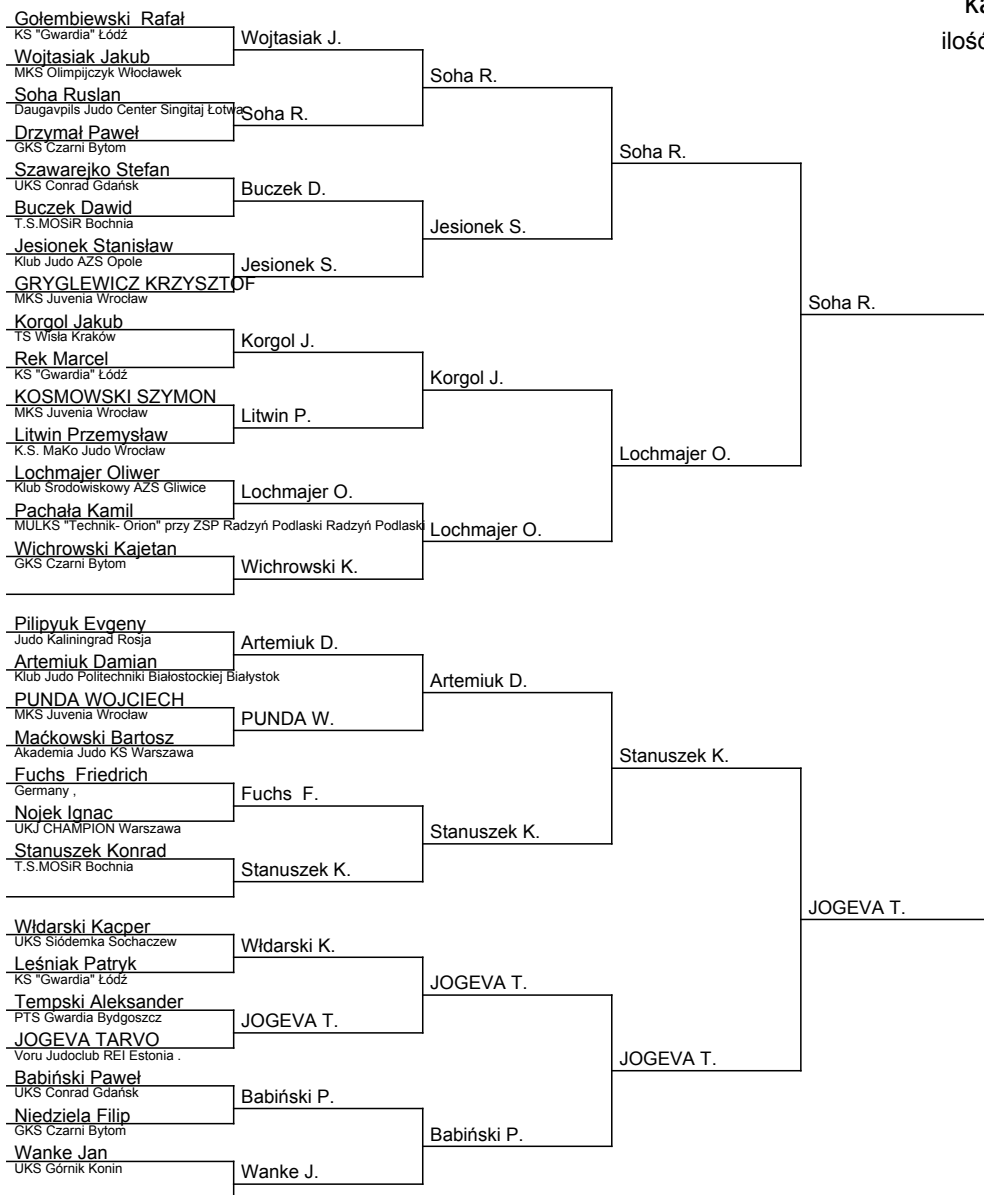 Gołembiewski  Rafał
KS "Gwardia" Łódź
Wojtasiak Jakub
MKS Olimpijczyk Włocławek
Soha Ruslan
Daugavpils Judo Center Singitaj Łotwa
Drzymał Paweł
GKS Czarni Bytom
Szawarejko Stefan
UKS Conrad Gdańsk
Buczek Dawid
T.S.MOSiR Bochnia
Jesionek Stanisław
Klub Judo AZS Opole
GRYGLEWICZ KRZYSZTOF
MKS Juvenia Wrocław
Korgol Jakub
TS Wisła Kraków
Rek Marcel
KS "Gwardia" Łódź
KOSMOWSKI SZYMON
MKS Juvenia Wrocław
Litwin Przemysław
K.S. MaKo Judo Wrocław
Lochmajer Oliwer
Klub Środowiskowy AZS Gliwice
Pachała Kamil
MULKS "Technik- Orion" przy ZSP Radzyń Podlaski Radzyń Podlaski
Wichrowski Kajetan
GKS Czarni Bytom
Pilipyuk Evgeny
Judo Kaliningrad Rosja
Artemiuk Damian
Klub Judo Politechniki Białostockiej Białystok
PUNDA WOJCIECH
MKS Juvenia Wrocław
Maćkowski Bartosz
Akademia Judo KS Warszawa
Fuchs  Friedrich
Germany ,
Nojek Ignac
UKJ CHAMPION Warszawa
Stanuszek Konrad
T.S.MOSiR Bochnia
Włdarski Kacper
UKS Siódemka Sochaczew
Leśniak Patryk
KS "Gwardia" Łódź
Tempski Aleksander
PTS Gwardia Bydgoszcz
JOGEVA TARVO
Voru Judoclub REI Estonia .
Babiński Paweł
UKS Conrad Gdańsk
Niedziela Filip
GKS Czarni Bytom
Wanke Jan
UKS Górnik Konin
Wojtasiak J.
Soha R.
Buczek D.
Jesionek S.
Korgol J.
Litwin P.
Lochmajer O.
Wichrowski K.
Artemiuk D.
PUNDA W.
Fuchs  F.
Stanuszek K.
Włdarski K.
JOGEVA T.
Babiński P.
Wanke J.
Soha R.
Jesionek S.
Korgol J.
Lochmajer O.
Artemiuk D.
Stanuszek K.
JOGEVA T.
Babiński P.
Soha R.
Lochmajer O.
Stanuszek K.
JOGEVA T.
Soha R.
JOGEVA T.
ilość